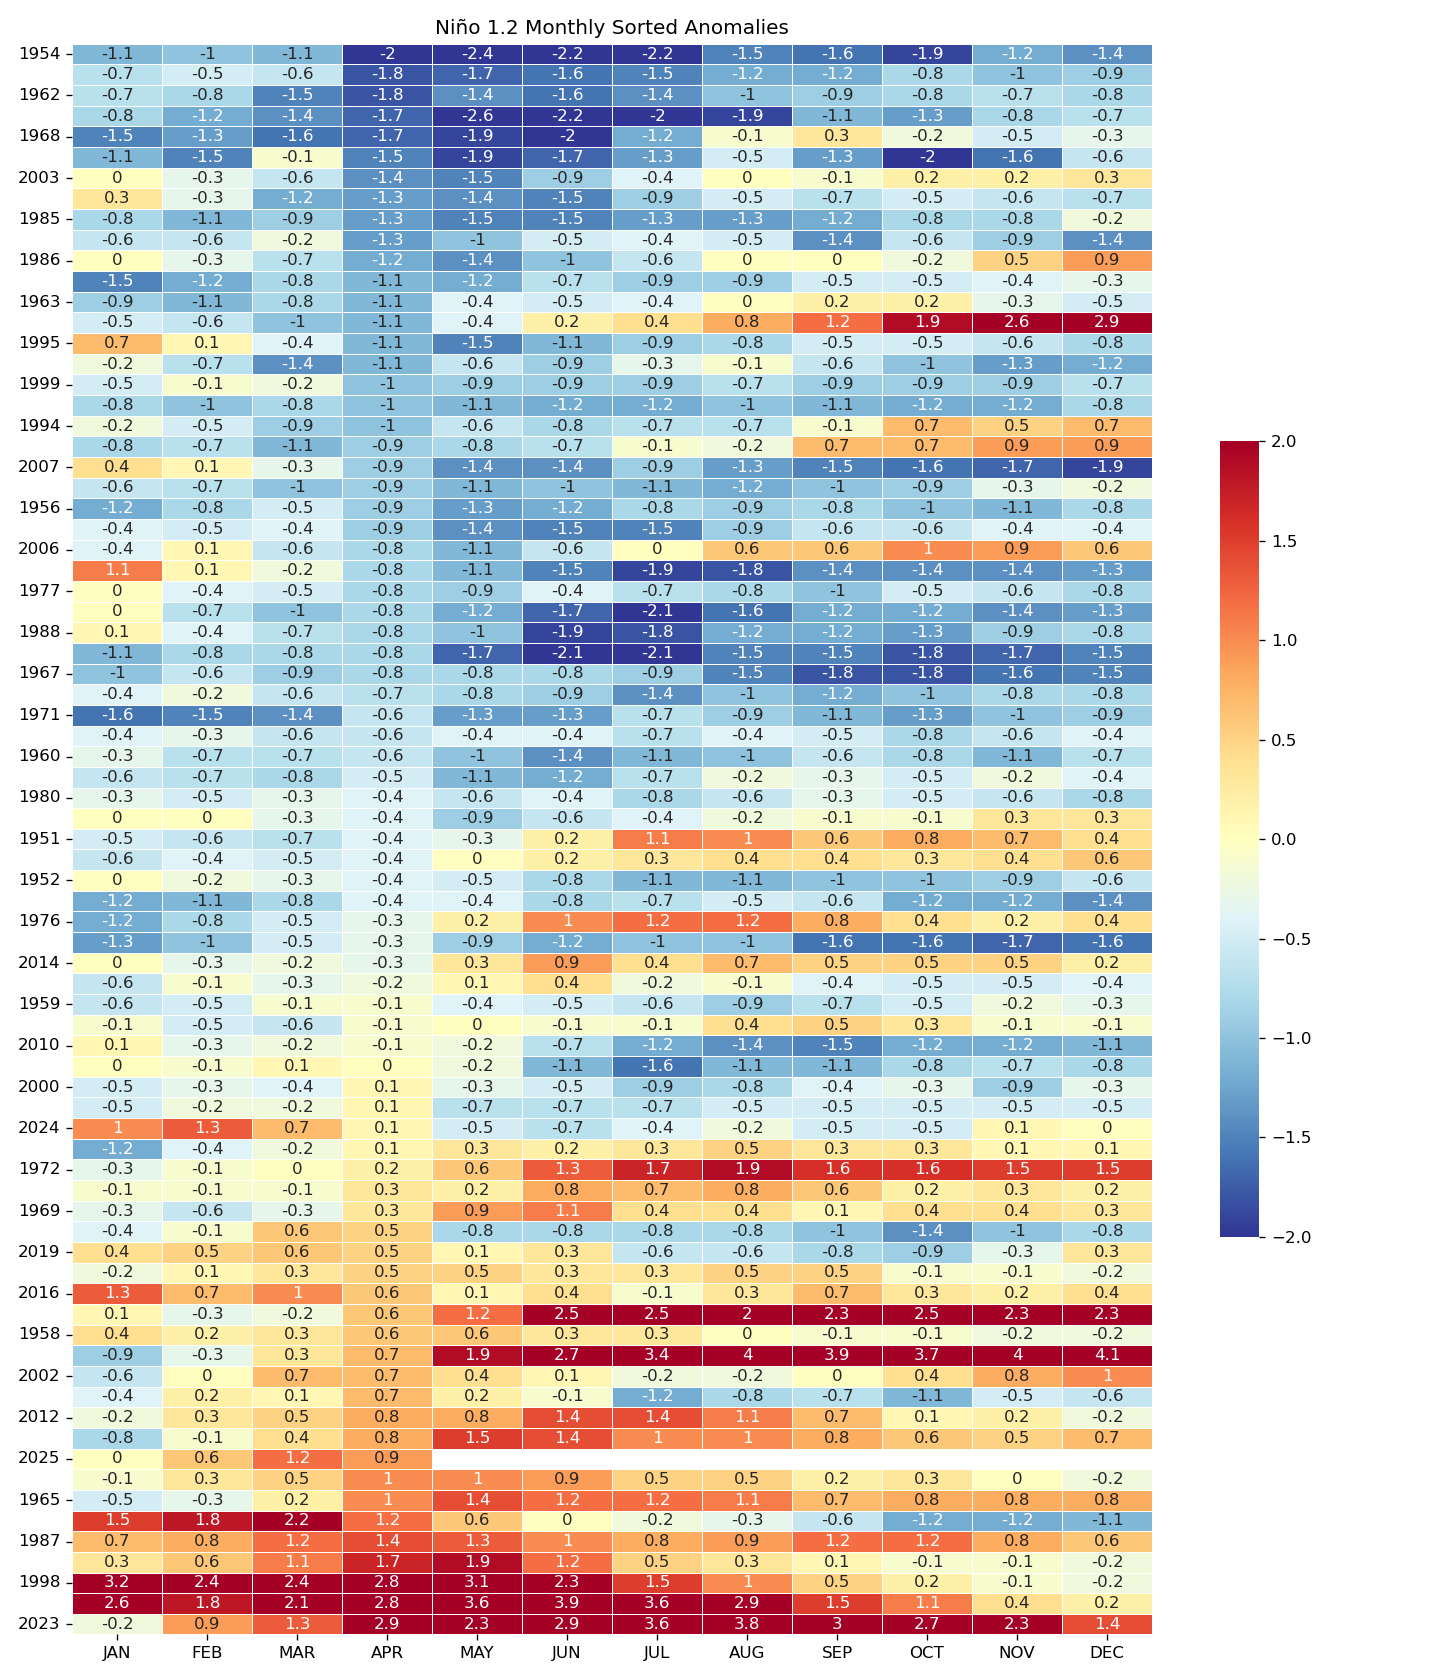 Niño 1.2 Monthly Sorted Anomalies
1954 -1.1 -1 -1.1 -2 -2.4 -2.2 -2.2 -1.5 -1.6 -1.9 -1.2 -1.4
-0.7 -0.5 -0.6 -1.8 -1.7 -1.6 -1.5 -1.2 -1.2 -0.8 -1 -0.9
1962 -0.7 -0.8 -1.5 -1.8 -1.4 -1.6 -1.4 -1 -0.9 -0.8 -0.7 -0.8
-0.8 -1.2 -1.4 -1.7 -2.6 -2.2 -2 -1.9 -1.1 -1.3 -0.8 -0.7
1968 -1.5 -1.3 -1.6 -1.7 -1.9 -2 -1.2 -0.1 0.3 -0.2 -0.5 -0.3
-1.1 -1.5 -0.1 -1.5 -1.9 -1.7 -1.3 -0.5 -1.3 -2 -1.6 -0.6
2003 0 -0.3 -0.6 -1.4 -1.5 -0.9 -0.4 0 -0.1 0.2 0.2 0.3
0.3 -0.3 -1.2 -1.3 -1.4 -1.5 -0.9 -0.5 -0.7 -0.5 -0.6 -0.7
1985 -0.8 -1.1 -0.9 -1.3 -1.5 -1.5 -1.3 -1.3 -1.2 -0.8 -0.8 -0.2
-0.6 -0.6 -0.2 -1.3 -1 -0.5 -0.4 -0.5 -1.4 -0.6 -0.9 -1.4
1986 0 -0.3 -0.7 -1.2 -1.4 -1 -0.6 0 0 -0.2 0.5 0.9
-1.5 -1.2 -0.8 -1.1 -1.2 -0.7 -0.9 -0.9 -0.5 -0.5 -0.4 -0.3
1963 -0.9 -1.1 -0.8 -1.1 -0.4 -0.5 -0.4 0 0.2 0.2 -0.3 -0.5
-0.5 -0.6 -1 -1.1 -0.4 0.2 0.4 0.8 1.2 1.9 2.6 2.9
1995 0.7 0.1 -0.4 -1.1 -1.5 -1.1 -0.9 -0.8 -0.5 -0.5 -0.6 -0.8
-0.2 -0.7 -1.4 -1.1 -0.6 -0.9 -0.3 -0.1 -0.6 -1 -1.3 -1.2
1999 -0.5 -0.1 -0.2 -1 -0.9 -0.9 -0.9 -0.7 -0.9 -0.9 -0.9 -0.7
-0.8 -1 -0.8 -1 -1.1 -1.2 -1.2 -1 -1.1 -1.2 -1.2 -0.8
1994 -0.2 -0.5 -0.9 -1 -0.6 -0.8 -0.7 -0.7 -0.1 0.7 0.5 0.7
-0.8 -0.7 -1.1 -0.9 -0.8 -0.7 -0.1 -0.2 0.7 0.7 0.9 0.9
2007 0.4 0.1 -0.3 -0.9 -1.4 -1.4 -0.9 -1.3 -1.5 -1.6 -1.7 -1.9
-0.6 -0.7 -1 -0.9 -1.1 -1 -1.1 -1.2 -1 -0.9 -0.3 -0.2
1956 -1.2 -0.8 -0.5 -0.9 -1.3 -1.2 -0.8 -0.9 -0.8 -1 -1.1 -0.8
-0.4 -0.5 -0.4 -0.9 -1.4 -1.5 -1.5 -0.9 -0.6 -0.6 -0.4 -0.4
2006 -0.4 0.1 -0.6 -0.8 -1.1 -0.6 0 0.6 0.6 1 0.9 0.6
1.1 0.1 -0.2 -0.8 -1.1 -1.5 -1.9 -1.8 -1.4 -1.4 -1.4 -1.3
1977 0 -0.4 -0.5 -0.8 -0.9 -0.4 -0.7 -0.8 -1 -0.5 -0.6 -0.8
0 -0.7 -1 -0.8 -1.2 -1.7 -2.1 -1.6 -1.2 -1.2 -1.4 -1.3
1988 0.1 -0.4 -0.7 -0.8 -1 -1.9 -1.8 -1.2 -1.2 -1.3 -0.9 -0.8
-1.1 -0.8 -0.8 -0.8 -1.7 -2.1 -2.1 -1.5 -1.5 -1.8 -1.7 -1.5
1967 -1 -0.6 -0.9 -0.8 -0.8 -0.8 -0.9 -1.5 -1.8 -1.8 -1.6 -1.5
-0.4 -0.2 -0.6 -0.7 -0.8 -0.9 -1.4 -1 -1.2 -1 -0.8 -0.8
1971 -1.6 -1.5 -1.4 -0.6 -1.3 -1.3 -0.7 -0.9 -1.1 -1.3 -1 -0.9
-0.4 -0.3 -0.6 -0.6 -0.4 -0.4 -0.7 -0.4 -0.5 -0.8 -0.6 -0.4
1960 -0.3 -0.7 -0.7 -0.6 -1 -1.4 -1.1 -1 -0.6 -0.8 -1.1 -0.7
-0.6 -0.7 -0.8 -0.5 -1.1 -1.2 -0.7 -0.2 -0.3 -0.5 -0.2 -0.4
1980 -0.3 -0.5 -0.3 -0.4 -0.6 -0.4 -0.8 -0.6 -0.3 -0.5 -0.6 -0.8
0 0 -0.3 -0.4 -0.9 -0.6 -0.4 -0.2 -0.1 -0.1 0.3 0.3
1951 -0.5 -0.6 -0.7 -0.4 -0.3 0.2 1.1 1 0.6 0.8 0.7 0.4
-0.6 -0.4 -0.5 -0.4 0 0.2 0.3 0.4 0.4 0.3 0.4 0.6
1952 0 -0.2 -0.3 -0.4 -0.5 -0.8 -1.1 -1.1 -1 -1 -0.9 -0.6
-1.2 -1.1 -0.8 -0.4 -0.4 -0.8 -0.7 -0.5 -0.6 -1.2 -1.2 -1.4
1976 -1.2 -0.8 -0.5 -0.3 0.2 1 1.2 1.2 0.8 0.4 0.2 0.4
-1.3 -1 -0.5 -0.3 -0.9 -1.2 -1 -1 -1.6 -1.6 -1.7 -1.6
2014 0 -0.3 -0.2 -0.3 0.3 0.9 0.4 0.7 0.5 0.5 0.5 0.2
-0.6 -0.1 -0.3 -0.2 0.1 0.4 -0.2 -0.1 -0.4 -0.5 -0.5 -0.4
1959 -0.6 -0.5 -0.1 -0.1 -0.4 -0.5 -0.6 -0.9 -0.7 -0.5 -0.2 -0.3
-0.1 -0.5 -0.6 -0.1 0 -0.1 -0.1 0.4 0.5 0.3 -0.1 -0.1
2010 0.1 -0.3 -0.2 -0.1 -0.2 -0.7 -1.2 -1.4 -1.5 -1.2 -1.2 -1.1
0 -0.1 0.1 0 -0.2 -1.1 -1.6 -1.1 -1.1 -0.8 -0.7 -0.8
2000 -0.5 -0.3 -0.4 0.1 -0.3 -0.5 -0.9 -0.8 -0.4 -0.3 -0.9 -0.3
-0.5 -0.2 -0.2 0.1 -0.7 -0.7 -0.7 -0.5 -0.5 -0.5 -0.5 -0.5
2024 1 1.3 0.7 0.1 -0.5 -0.7 -0.4 -0.2 -0.5 -0.5 0.1 0
-1.2 -0.4 -0.2 0.1 0.3 0.2 0.3 0.5 0.3 0.3 0.1 0.1
1972 -0.3 -0.1 0 0.2 0.6 1.3 1.7 1.9 1.6 1.6 1.5 1.5
-0.1 -0.1 -0.1 0.3 0.2 0.8 0.7 0.8 0.6 0.2 0.3 0.2
1969 -0.3 -0.6 -0.3 0.3 0.9 1.1 0.4 0.4 0.1 0.4 0.4 0.3
-0.4 -0.1 0.6 0.5 -0.8 -0.8 -0.8 -0.8 -1 -1.4 -1 -0.8
2019 0.4 0.5 0.6 0.5 0.1 0.3 -0.6 -0.6 -0.8 -0.9 -0.3 0.3
-0.2 0.1 0.3 0.5 0.5 0.3 0.3 0.5 0.5 -0.1 -0.1 -0.2
2016 1.3 0.7 1 0.6 0.1 0.4 -0.1 0.3 0.7 0.3 0.2 0.4
0.1 -0.3 -0.2 0.6 1.2 2.5 2.5 2 2.3 2.5 2.3 2.3
1958 0.4 0.2 0.3 0.6 0.6 0.3 0.3 0 -0.1 -0.1 -0.2 -0.2
-0.9 -0.3 0.3 0.7 1.9 2.7 3.4 4 3.9 3.7 4 4.1
2002 -0.6 0 0.7 0.7 0.4 0.1 -0.2 -0.2 0 0.4 0.8 1
-0.4 0.2 0.1 0.7 0.2 -0.1 -1.2 -0.8 -0.7 -1.1 -0.5 -0.6
2012 -0.2 0.3 0.5 0.8 0.8 1.4 1.4 1.1 0.7 0.1 0.2 -0.2
-0.8 -0.1 0.4 0.8 1.5 1.4 1 1 0.8 0.6 0.5 0.7
2025 0 0.6 1.2 0.9
-0.1 0.3 0.5 1 1 0.9 0.5 0.5 0.2 0.3 0 -0.2
1965 -0.5 -0.3 0.2 1 1.4 1.2 1.2 1.1 0.7 0.8 0.8 0.8
1.5 1.8 2.2 1.2 0.6 0 -0.2 -0.3 -0.6 -1.2 -1.2 -1.1
1987 0.7 0.8 1.2 1.4 1.3 1 0.8 0.9 1.2 1.2 0.8 0.6
0.3 0.6 1.1 1.7 1.9 1.2 0.5 0.3 0.1 -0.1 -0.1 -0.2
1998 3.2 2.4 2.4 2.8 3.1 2.3 1.5 1 0.5 0.2 -0.1 -0.2
2.6 1.8 2.1 2.8 3.6 3.9 3.6 2.9 1.5 1.1 0.4 0.2
2023 -0.2 0.9 1.3 2.9 2.3 2.9 3.6 3.8 3 2.7 2.3 1.4
JAN FEB MAR APR MAY JUN JUL AUG SEP OCT NOV DEC
2.0
1.5
1.0
0.5
0.0
−0.5
−1.0
−1.5
−2.0